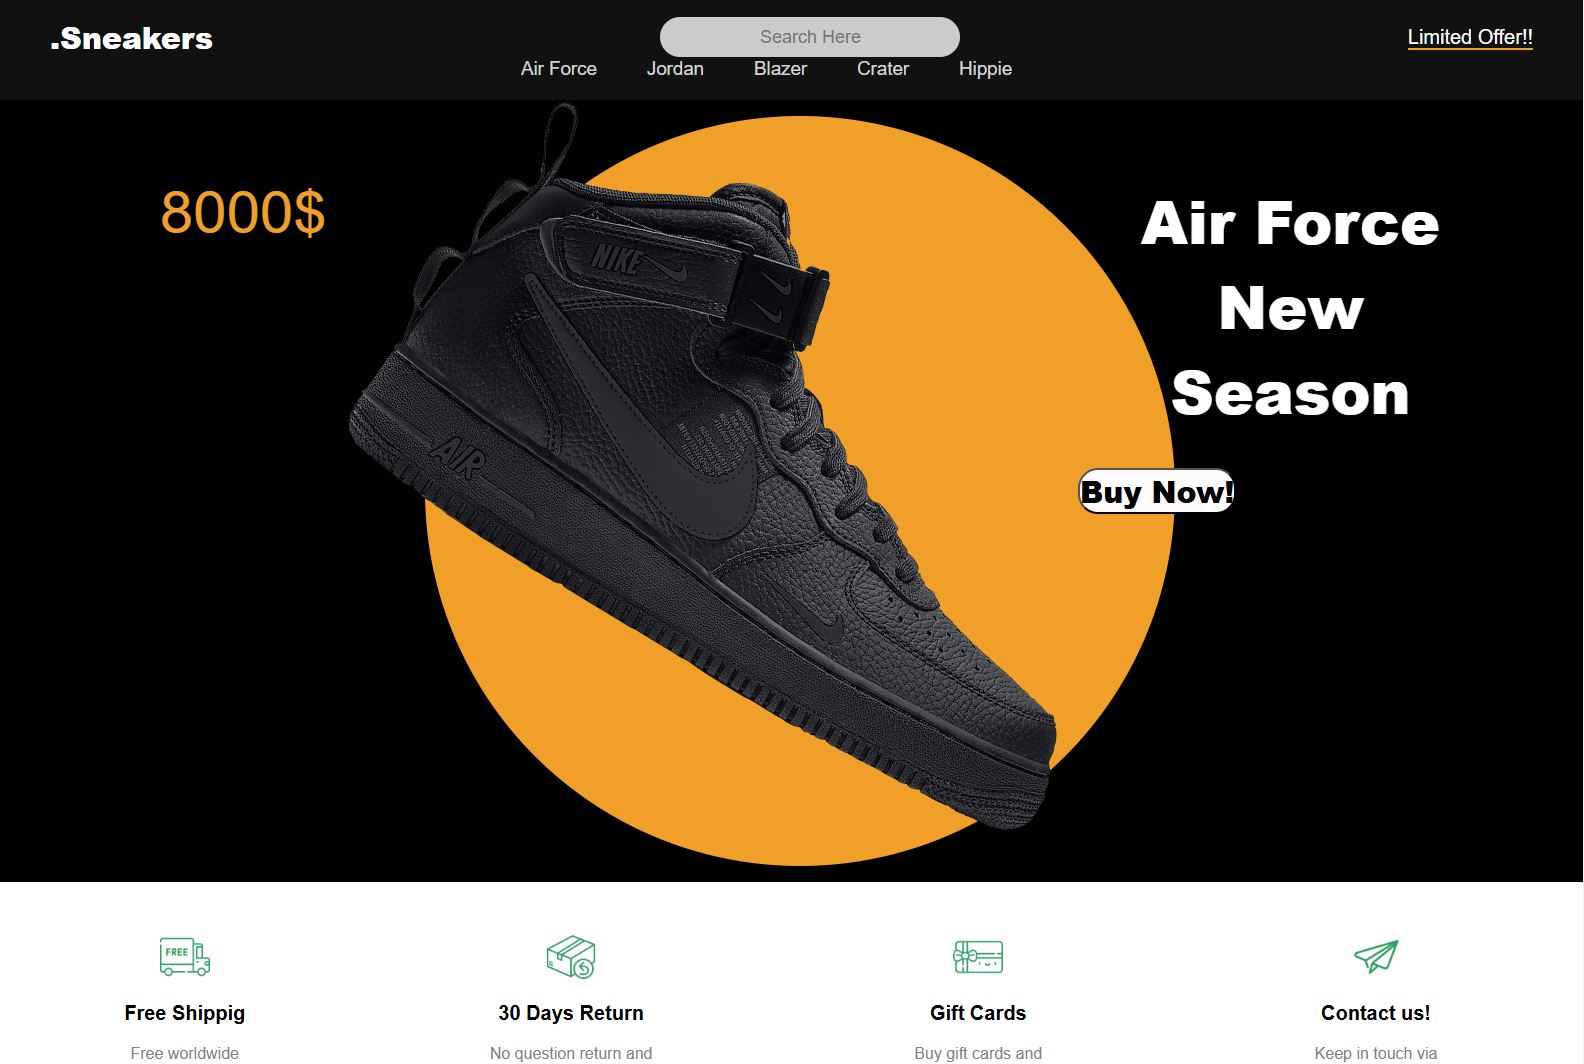 .Sneakers
Search Here
Limited Offer!!
Air Force Jordan Blazer Crater Hippie
8000$
Air Force
New
Season
NIKE
AIR
Buy Now!
FREE
Free Shippig
30 Days Return
Gift Cards
Contact us!
Free worldwide
No question return and
Buy gift cards and
Keep in touch via